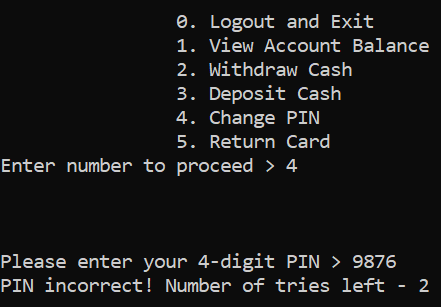 0. Logout and Exit
1. View Account Balance
2. Withdraw Cash
3. Deposit Cash
4. Change PIN
5. Return Card
Enter number to proceed > 4
Please enter your 4-digit PIN > 9876
PIN incorrect! Number of tries left - 2